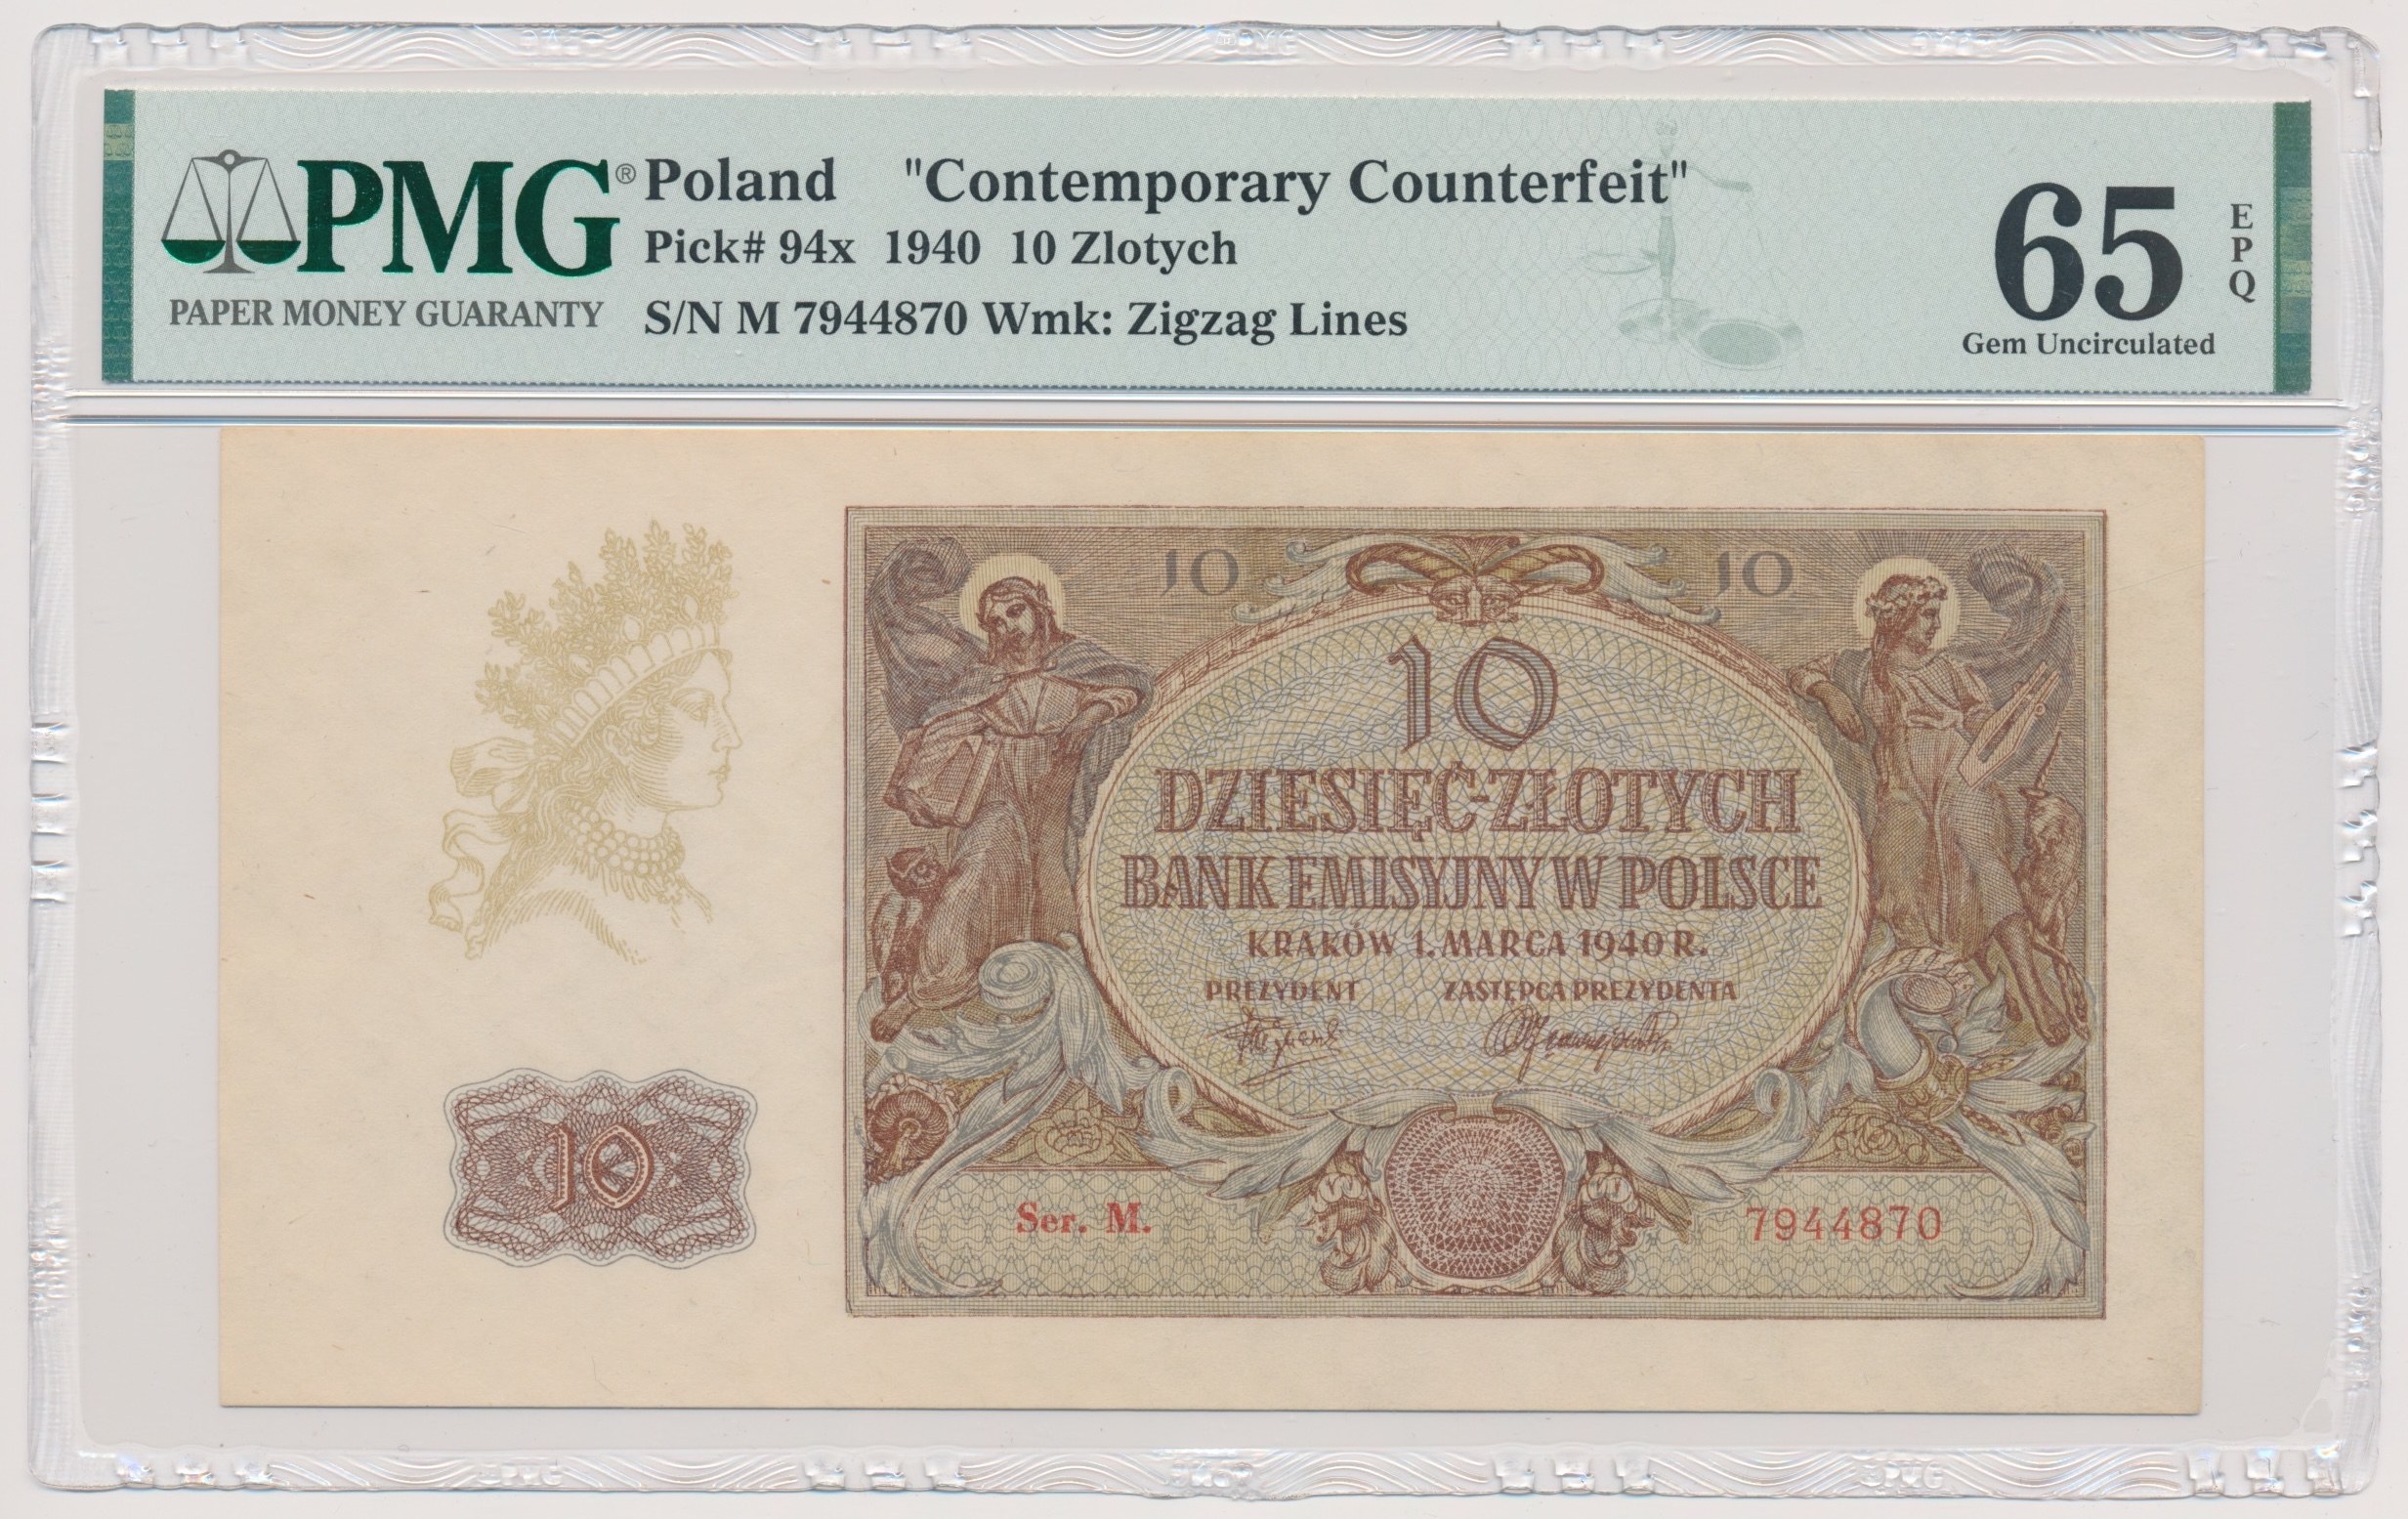 PMG®
PAPER MONEY GUARANTY
Poland "Contemporary Counterfeit"
Pick# 94x 1940 10 Zlotych
S/N M 7944870 Wmk: Zigzag Lines
65
EPQ
Gem Uncirculated
10 10
10
DZIESIĘĆ-ZŁOTYCH
BANK EMISYJNY W POLSCE
KRAKÓW 1. MARCA 1940 R.
PREZYDENT ZASTĘPCA PREZYDENTA
10
Ser. M. 7944870